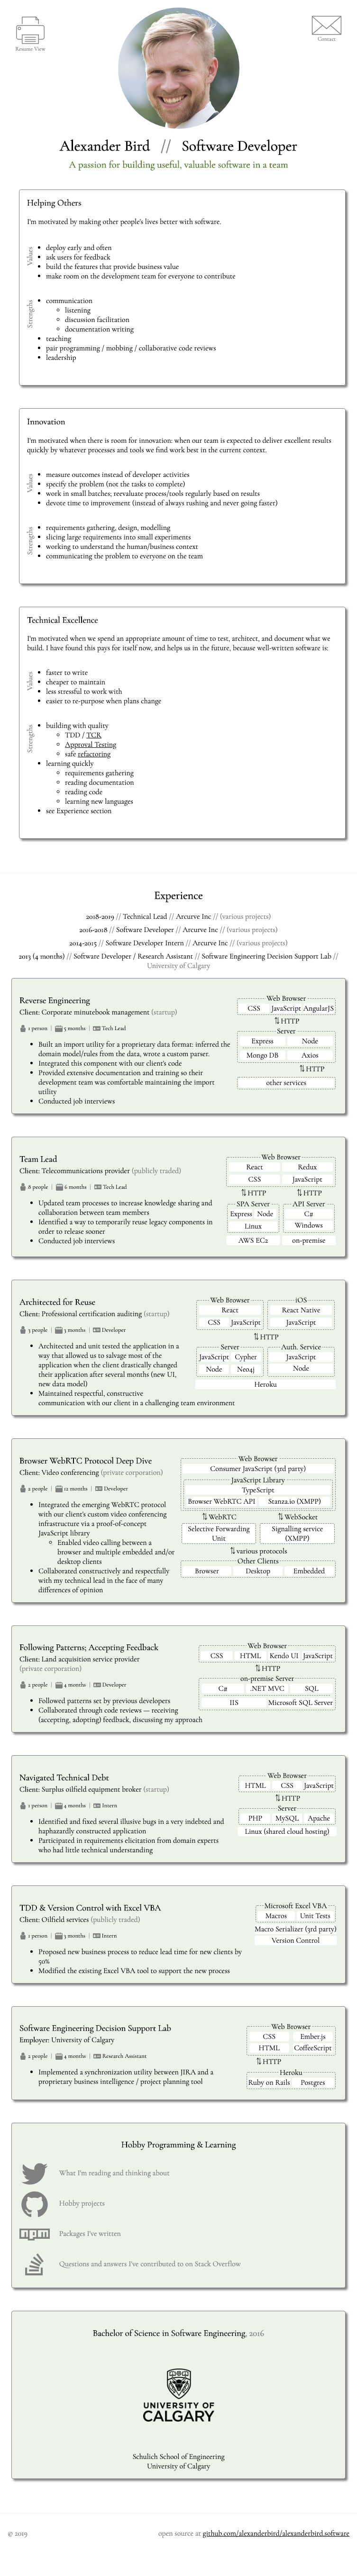 Resume View
Contact
Alexander Bird // Software Developer
A passion for building useful, valuable software in a team
Helping Others
I'm motivated by making other people's lives better with software.
Values
deploy early and often
ask users for feedback
build the features that provide business value
make room on the development team for everyone to contribute
Strengths
communication
listening
discussion facilitation
documentation writing
teaching
pair programming / mobbing / collaborative code reviews
leadership
Innovation
I'm motivated when there is room for innovation: when our team is expected to deliver excellent results
quickly by whatever processes and tools we find work best in the current context.
Values
measure outcomes instead of developer activities
specify the problem (not the tasks to complete)
work in small batches; reevaluate process/tools regularly based on results
devote time to improvement (instead of always rushing and never going faster)
Strengths
requirements gathering, design, modelling
slicing large requirements into small experiments
working to understand the human/business context
communicating the problem to everyone on the team
Technical Excellence
I'm motivated when we spend an appropriate amount of time to test, architect, and document what we
build. I have found this pays for itself now, and helps us in the future, because well-written software is:
Values
faster to write
cheaper to maintain
less stressful to work with
easier to re-purpose when plans change
Strengths
building with quality
TDD / TCR
Approval Testing
safe refactoring
learning quickly
requirements gathering
reading documentation
reading code
learning new languages
see Experience section
Experience
2018-2019 // Technical Lead // Arcurve Inc // (various projects)
2016-2018 // Software Developer // Arcurve Inc // (various projects)
2014-2015 // Software Developer Intern // Arcurve Inc // (various projects)
2013 (4 months) // Software Developer / Research Assistant // Software Engineering Decision Support Lab //
University of Calgary
Reverse Engineering
Client: Corporate minutebook management (startup)
1 person | 5 months | Tech Lead
Built an import utility for a proprietary data format: inferred the
domain model/rules from the data, wrote a custom parser.
Integrated this component with our client's code
Provided extensive documentation and training so their
development team was comfortable maintaining the import
utility
Conducted job interviews
Web Browser
CSS JavaScript AngularJS
⇅ HTTP
Server
Express Node
Mongo DB Axios
⇅ HTTP
other services
Team Lead
Client: Telecommunications provider (publicly traded)
8 people | 6 months | Tech Lead
Updated team processes to increase knowledge sharing and
collaboration between team members
Identified a way to temporarily reuse legacy components in
order to release sooner
Conducted job interviews
Web Browser
React Redux
CSS JavaScript
⇅ HTTP ⇅ HTTP
SPA Server API Server
Express Node C#
Linux Windows
AWS EC2 on-premise
Architected for Reuse
Client: Professional certification auditing (startup)
3 people | 3 months | Developer
Architected and unit tested the application in a
way that allowed us to salvage most of the
application when the client drastically changed
their application after several months (new UI,
new data model)
Maintained respectful, constructive
communication with our client in a challenging team environment
Web Browser iOS
React React Native
CSS JavaScript JavaScript
⇅ HTTP
Server Auth. Service
JavaScript Cypher JavaScript
Node Neo4j Node
Heroku
Browser WebRTC Protocol Deep Dive
Client: Video conferencing (private corporation)
2 people | 12 months | Developer
Integrated the emerging WebRTC protocol
with our client's custom video conferencing
infrastructure via a proof-of-concept
JavaScript library
Enabled video calling between a
browser and multiple embedded and/or
desktop clients
Collaborated constructively and respectfully
with my technical lead in the face of many
differences of opinion
Web Browser
Consumer JavaScript (3rd party)
JavaScript Library
TypeScript
Browser WebRTC API Stanza.io (XMPP)
⇅ WebRTC ⇅ WebSocket
Selective Forwarding Signalling service
Unit (XMPP)
⇅ various protocols
Other Clients
Browser Desktop Embedded
Following Patterns; Accepting Feedback
Client: Land acquisition service provider
(private corporation)
2 people | 4 months | Developer
Followed patterns set by previous developers
Collaborated through code reviews — receiving
(accepting, adopting) feedback, discussing my approach
Web Browser
CSS HTML Kendo UI JavaScript
⇅ HTTP
on-premise Server
C# .NET MVC SQL
IIS Microsoft SQL Server
Navigated Technical Debt
Client: Surplus oilfield equipment broker (startup)
1 person | 4 months | Intern
Identified and fixed several illusive bugs in a very indebted and
haphazardly constructed application
Participated in requirements elicitation from domain experts
who had little technical understanding
Web Browser
HTML CSS JavaScript
⇅ HTTP
Server
PHP MySQL Apache
Linux (shared cloud hosting)
TDD & Version Control with Excel VBA
Client: Oilfield services (publicly traded)
1 person | 3 months | Intern
Proposed new business process to reduce lead time for new clients by
50%
Modified the existing Excel VBA tool to support the new process
Microsoft Excel VBA
Macros Unit Tests
Macro Serializer (3rd party)
Version Control
Software Engineering Decision Support Lab
Employer: University of Calgary
2 people | 4 months | Research Assistant
Implemented a synchronization utility between JIRA and a
proprietary business intelligence / project planning tool
Web Browser
CSS Ember.js
HTML CoffeeScript
⇅ HTTP
Heroku
Ruby on Rails Postgres
Hobby Programming & Learning
What I'm reading and thinking about
Hobby projects
npm
Packages I've written
Questions and answers I've contributed to on Stack Overflow
Bachelor of Science in Software Engineering, 2016
UNIVERSITY OF
CALGARY
Schulich School of Engineering
University of Calgary
© 2019
open source at github.com/alexanderbird/alexanderbird.software